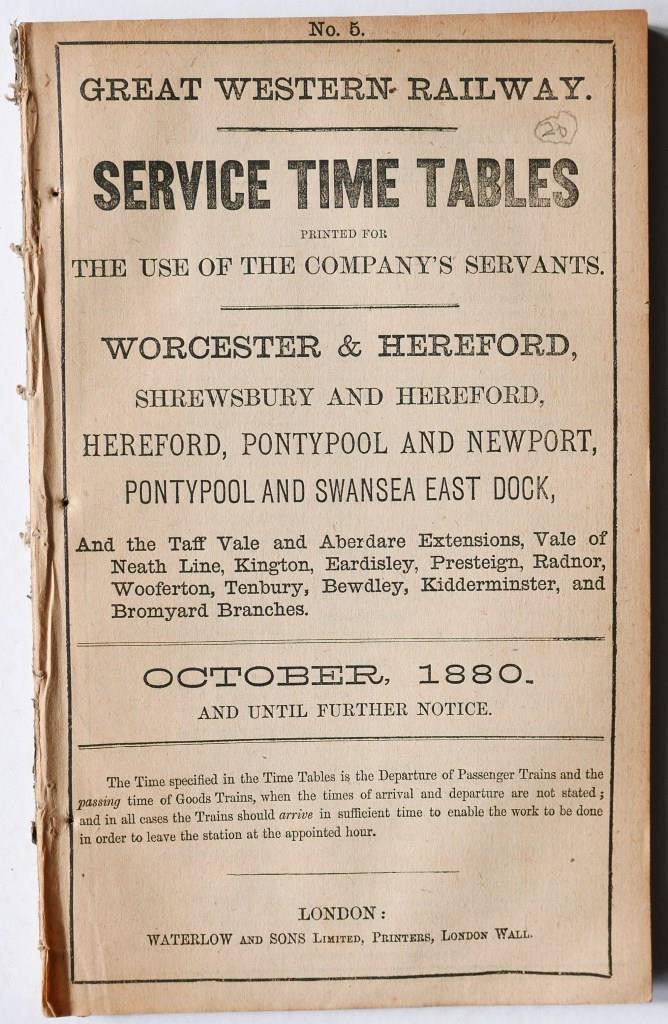 No. 5.
GREAT WESTERN RAILWAY.
20
SERVICE TIME TABLES
PRINTED FOR
THE USE OF THE COMPANY'S SERVANTS.
WORCESTER & HEREFORD,
SHREWSBURY AND HEREFORD,
HEREFORD, PONTYPOOL AND NEWPORT,
PONTYPOOL AND SWANSEA EAST DOCK,
And the Taff Vale and Aberdare Extensions, Vale of
Neath Line, Kington, Eardisley, Presteign, Radnor,
Wooferton, Tenbury, Bewdley, Kidderminster, and
Bromyard Branches.
OCTOBER, 1880.
AND UNTIL FURTHER NOTICE.
The Time specified in the Time Tables is the Departure of Passenger Trains and the
passing time of Goods Trains, when the times of arrival and departure are not stated;
and in all cases the Trains should arrive in sufficient time to enable the work to be done
in order to leave the station at the appointed hour.
LONDON:
WATERLOW AND SONS LIMITED, PRINTERS, LONDON WALL.